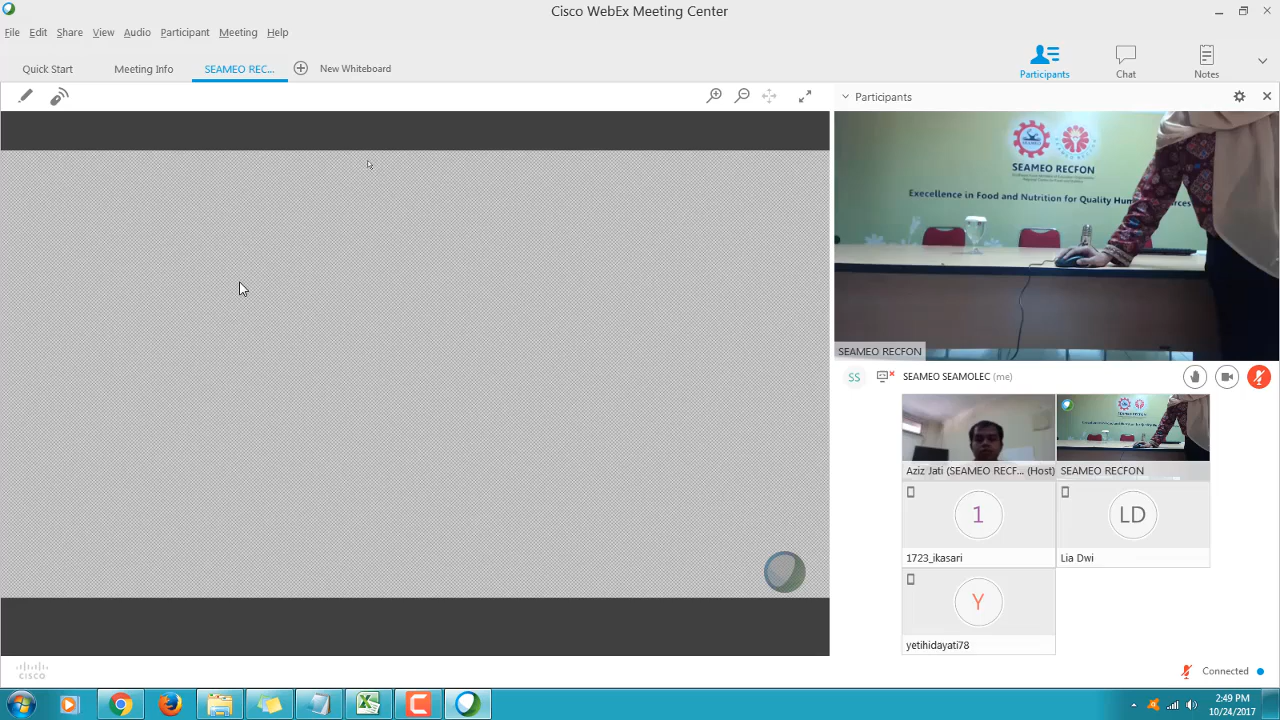 Cisco WebEx Meeting Center
File Edit Share View Audio Participant Meeting Help
Quick Start Meeting Info SEAMEO REC... New Whiteboard
Participants Chat Notes
Participants
SEAMEO
SEAMEO RECFON
Execellence in Food and Nutrition for Quality Hum
SEAMEO RECFON
SS SEAMEO SEAMOLEC (me)
Aziz Jati (SEAMEO RECF... (Host) SEAMEO RECFON
1 LD
1723_ikasari Lia Dwi
Y
yetihidayati78
CISCO
Connected
2:49 PM
10/24/2017